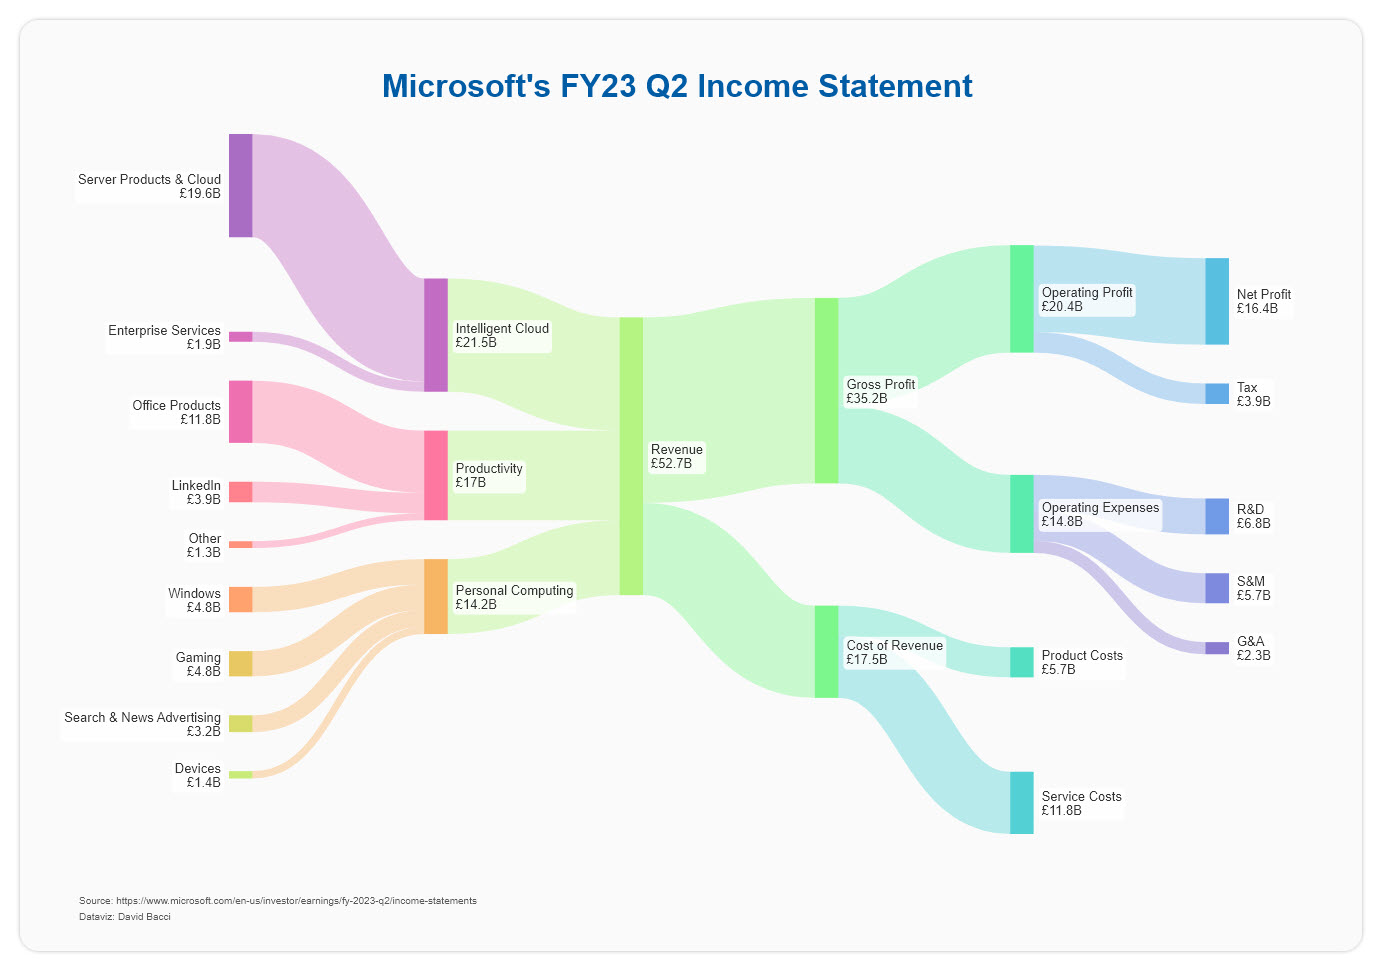 Microsoft's FY23 Q2 Income Statement
Server Products & Cloud
£19.6B
Enterprise Services
£1.9B
Office Products
£11.8B
LinkedIn
£3.9B
Other
£1.3B
Windows
£4.8B
Gaming
£4.8B
Search & News Advertising
£3.2B
Devices
£1.4B
Intelligent Cloud
£21.5B
Productivity
£17B
Personal Computing
£14.2B
Revenue
£52.7B
Gross Profit
£35.2B
Cost of Revenue
£17.5B
Operating Profit
£20.4B
Operating Expenses
£14.8B
Product Costs
£5.7B
Service Costs
£11.8B
Net Profit
£16.4B
Tax
£3.9B
R&D
£6.8B
S&M
£5.7B
G&A
£2.3B
Source: https://www.microsoft.com/en-us/investor/earnings/fy-2023-q2/income-statements
Dataviz: David Bacci